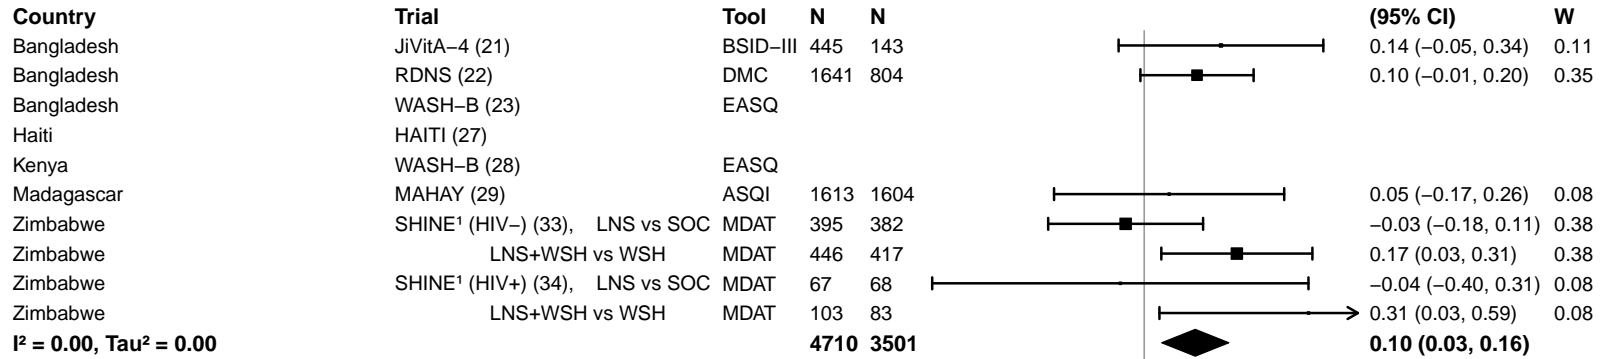 Country Trial Tool N N (95% CI) W
Bangladesh JiVitA−4 (21) BSID−III 445 143 0.14 (−0.05, 0.34) 0.11
Bangladesh RDNS (22) DMC 1641 804 0.10 (−0.01, 0.20) 0.35
Bangladesh WASH−B (23) EASQ
Haiti HAITI (27)
Kenya WASH−B (28) EASQ
Madagascar MAHAY (29) ASQI 1613 1604 0.05 (−0.17, 0.26) 0.08
Zimbabwe SHINE¹ (HIV−) (33), LNS vs SOC MDAT 395 382 −0.03 (−0.18, 0.11) 0.38
Zimbabwe LNS+WSH vs WSH MDAT 446 417 0.17 (0.03, 0.31) 0.38
Zimbabwe SHINE¹ (HIV+) (34), LNS vs SOC MDAT 67 68 −0.04 (−0.40, 0.31) 0.08
Zimbabwe LNS+WSH vs WSH MDAT 103 83 0.31 (0.03, 0.59) 0.08
I² = 0.00, Tau² = 0.00 4710 3501 0.10 (0.03, 0.16)